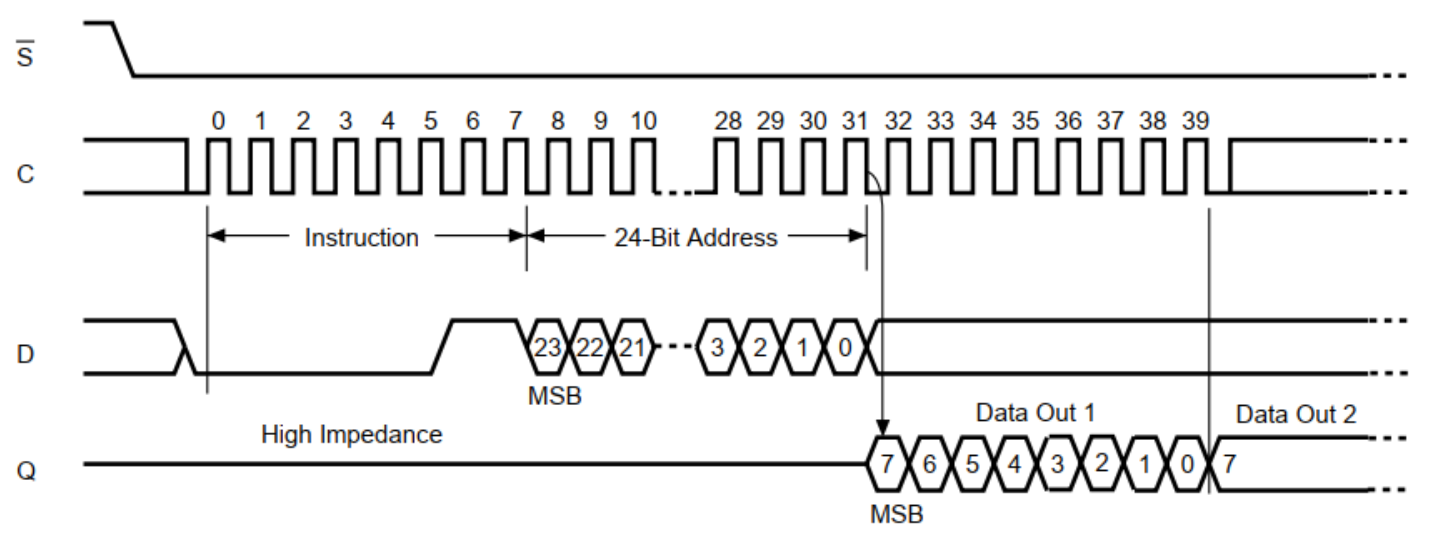 S̅
0 1 2 3 4 5 6 7 8 9 10 28 29 30 31 32 33 34 35 36 37 38 39
C
Instruction 24-Bit Address
D 23 22 21 3 2 1 0
MSB
Data Out 1 Data Out 2
High Impedance
Q 7 6 5 4 3 2 1 0 7
MSB